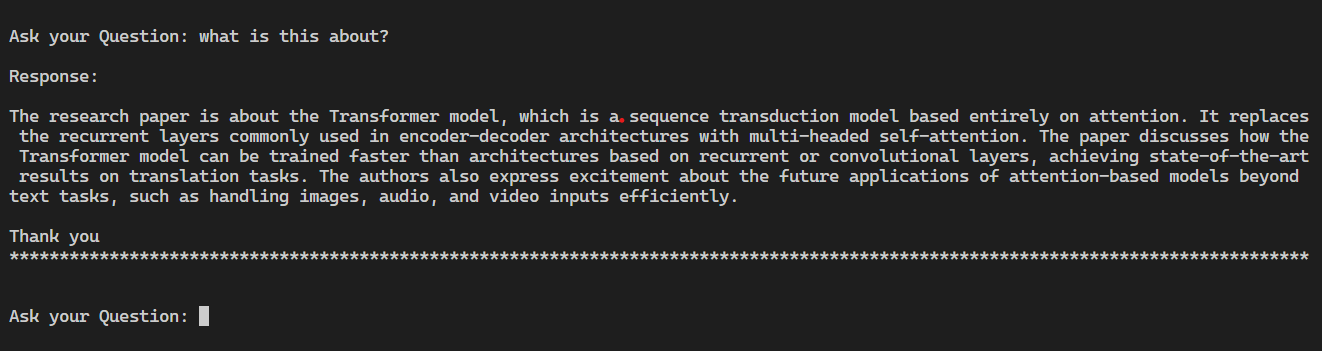 Ask your Question: what is this about?
Response:
The research paper is about the Transformer model, which is a sequence transduction model based entirely on attention. It replaces
the recurrent layers commonly used in encoder-decoder architectures with multi-headed self-attention. The paper discusses how the
Transformer model can be trained faster than architectures based on recurrent or convolutional layers, achieving state-of-the-art
results on translation tasks. The authors also express excitement about the future applications of attention-based models beyond
text tasks, such as handling images, audio, and video inputs efficiently.
Thank you
**********************************************************************************************************************************
Ask your Question: